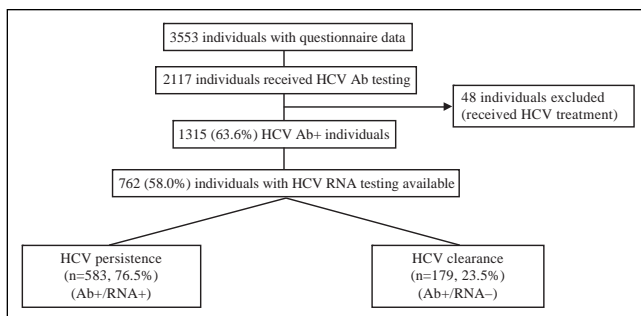 3553 individuals with questionnaire data
2117 individuals received HCV Ab testing
48 individuals excluded
(received HCV treatment)
1315 (63.6%) HCV Ab+ individuals
762 (58.0%) individuals with HCV RNA testing available
HCV persistence
(n=583, 76.5%)
(Ab+/RNA+)
HCV clearance
(n=179, 23.5%)
(Ab+/RNA–)